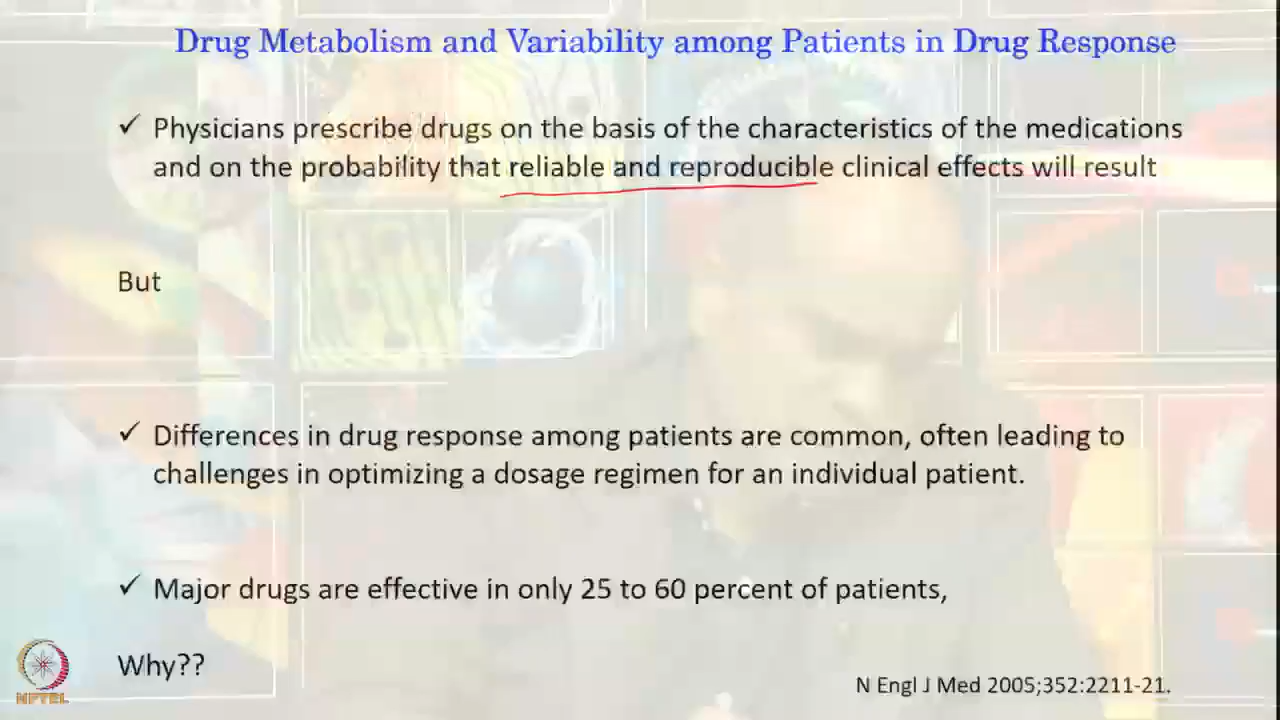 Drug Metabolism and Variability among Patients in Drug Response
✓ Physicians prescribe drugs on the basis of the characteristics of the medications
and on the probability that reliable and reproducible clinical effects will result
But
✓ Differences in drug response among patients are common, often leading to
challenges in optimizing a dosage regimen for an individual patient.
✓ Major drugs are effective in only 25 to 60 percent of patients,
Why??
N Engl J Med 2005;352:2211-21.
NPTEL